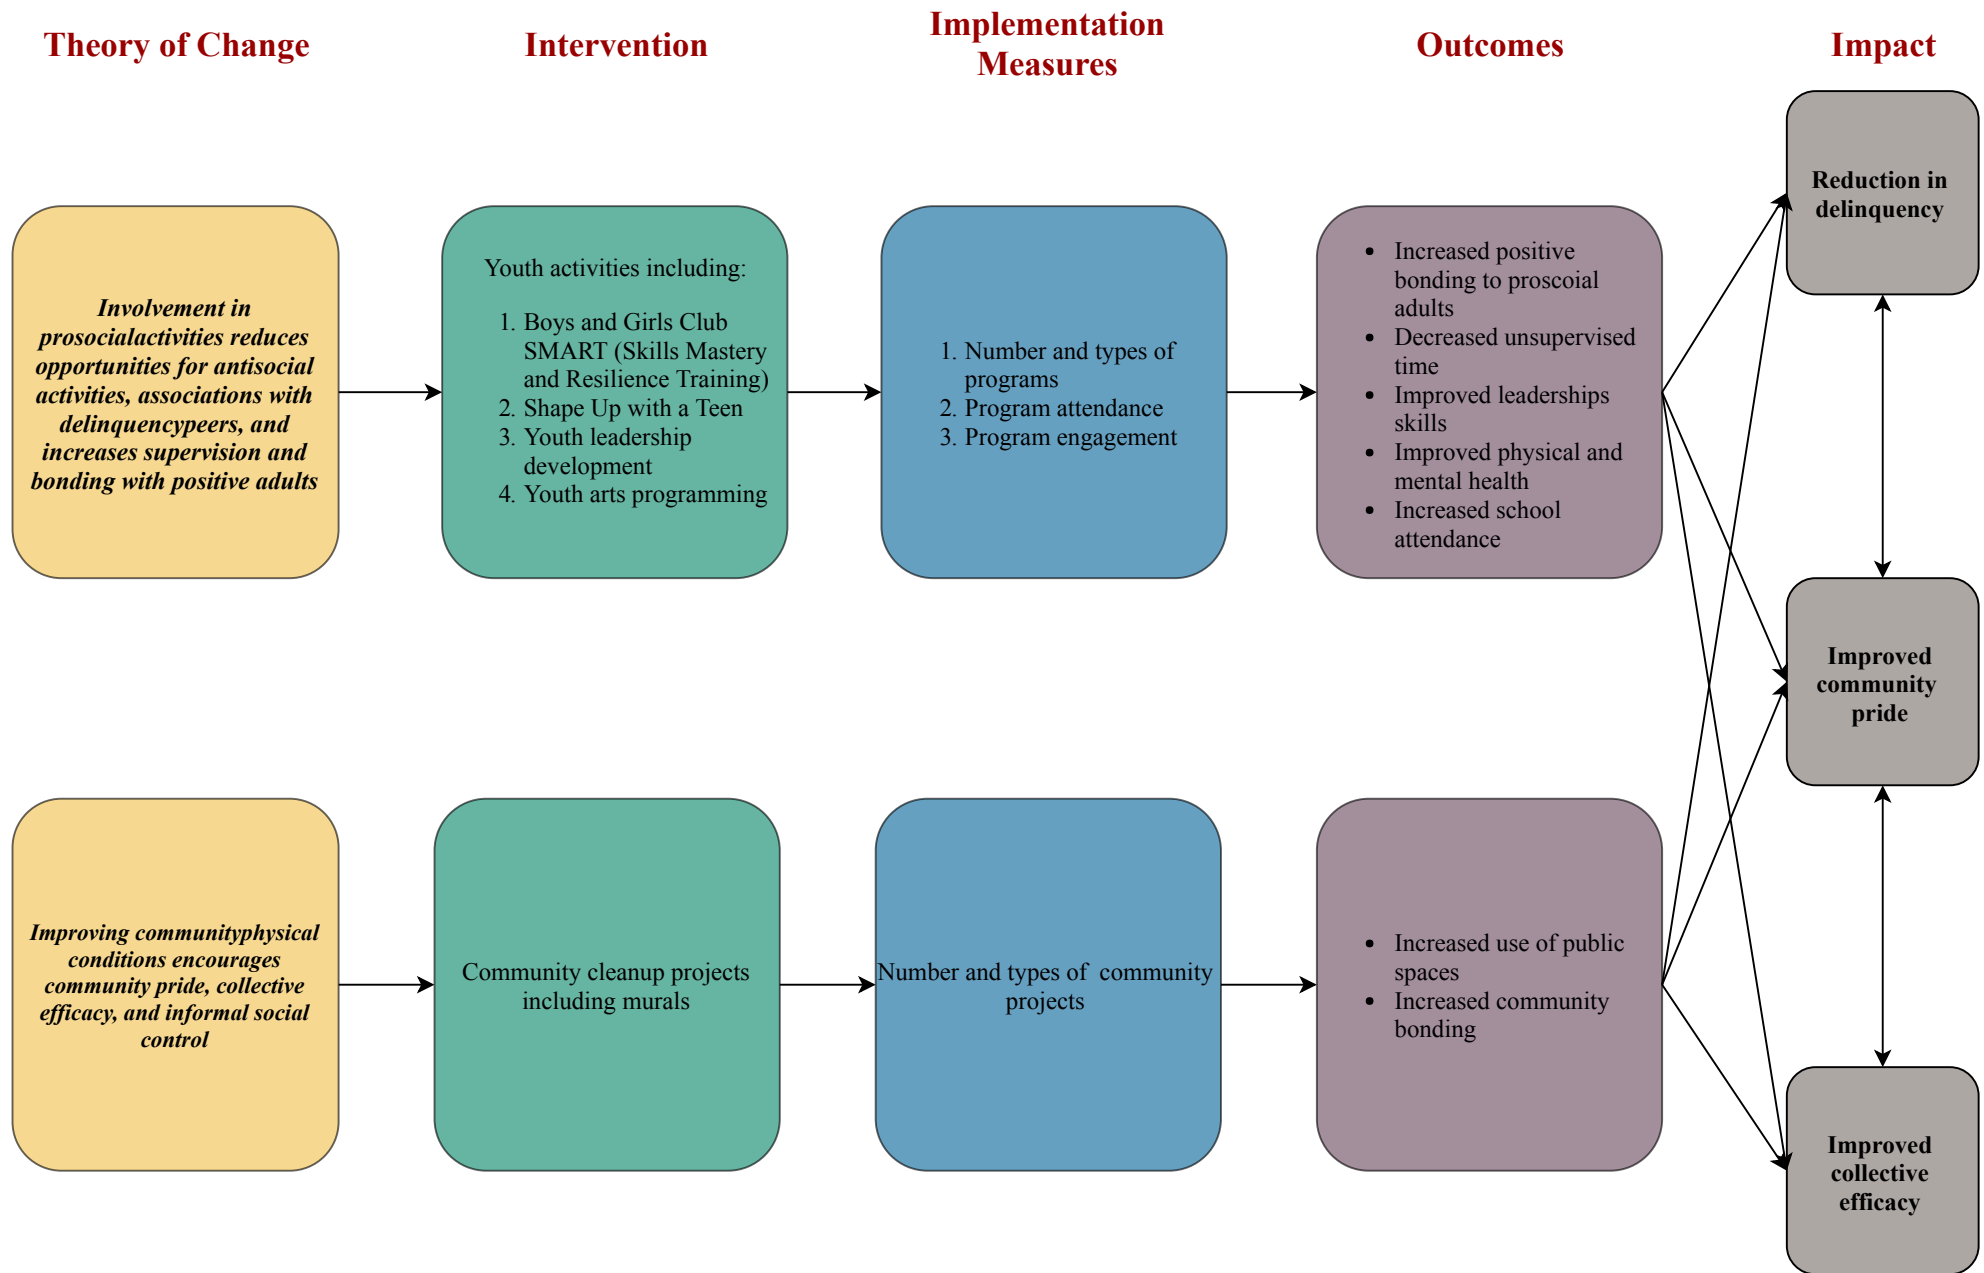 Theory of Change
Intervention
Implementation
Measures
Outcomes
Impact
Involvement in
prosocialactivities reduces
opportunities for antisocial
activities, associations with
delinquencypeers, and
increases supervision and
bonding with positive adults
Youth activities including:
1. Boys and Girls Club
SMART (Skills Mastery
and Resilience Training)
2. Shape Up with a Teen
3. Youth leadership
development
4. Youth arts programming
1. Number and types of
programs
2. Program attendance
3. Program engagement
• Increased positive
bonding to proscoial
adults
• Decreased unsupervised
time
• Improved leaderships
skills
• Improved physical and
mental health
• Increased school
attendance
Reduction in
delinquency
Improved
community
pride
Improving communityphysical
conditions encourages
community pride, collective
efficacy, and informal social
control
Community cleanup projects
including murals
Number and types of  community
projects
• Increased use of public
spaces
• Increased community
bonding
Improved
collective
efficacy